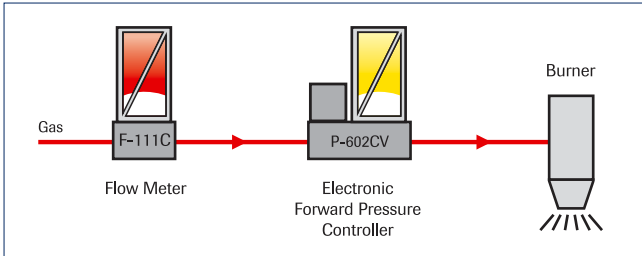 Gas
F-111C
Flow Meter
P-602CV
Electronic
Forward Pressure
Controller
Burner